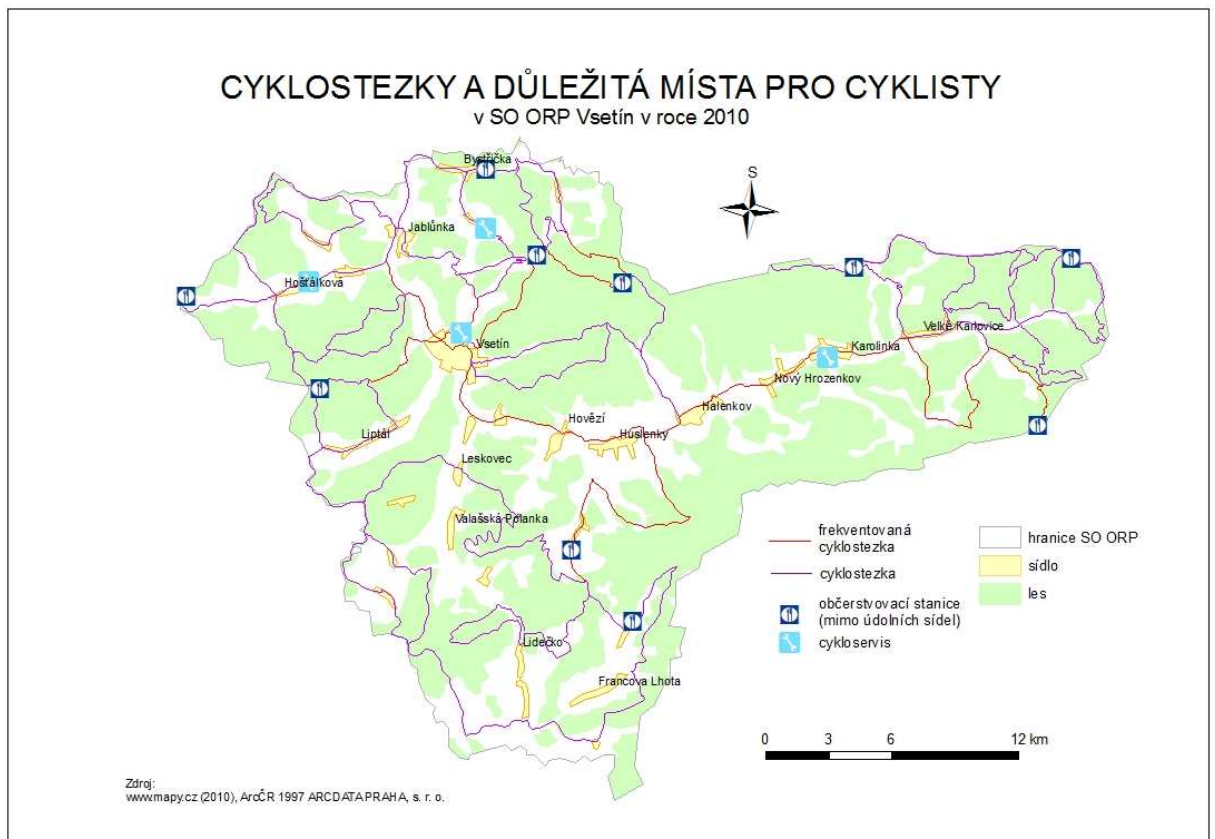 CYKLOSTEZKY A DŮLEŽITÁ MÍSTA PRO CYKLISTY
v SO ORP Vsetín v roce 2010
Bystřička
S
Jablůnka
Hošťálkova
Velké Karlovice
Vsetín
Karolinka
Nový Hrozenkov
Halenkov
Hovězí
Liptál
Huslenky
Leskovec
Valašská Polanka
frekventovaná
cyklostezka
cyklostezka
občerstvovací stanice
(mimo údolních sídel)
cykloservis
hranice SO ORP
sídlo
les
Lidečko
Francova Lhota
0 3 6 12 km
Zdroj:
www.mapy.cz (2010), ArcČR 1997 ARCDATA PRAHA, s. r. o.